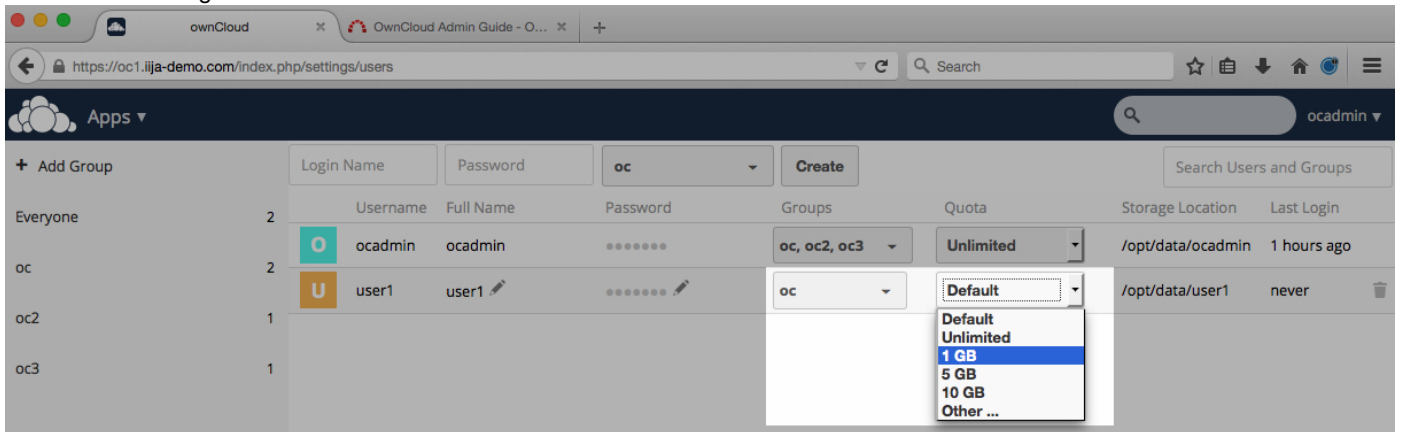 ownCloud
OwnCloud Admin Guide - O...
https://oc1.iija-demo.com/index.php/settings/users
Search
Apps
ocadmin
+ Add Group
Login Name
Password
oc
Create
Search Users and Groups
Username Full Name Password Groups Quota Storage Location Last Login
Everyone 2
O ocadmin ocadmin ●●●●●●● oc, oc2, oc3 Unlimited /opt/data/ocadmin 1 hours ago
oc 2
U user1 user1 ●●●●●●● oc Default /opt/data/user1 never
oc2 1
oc3 1
Default
Unlimited
1 GB
5 GB
10 GB
Other ...